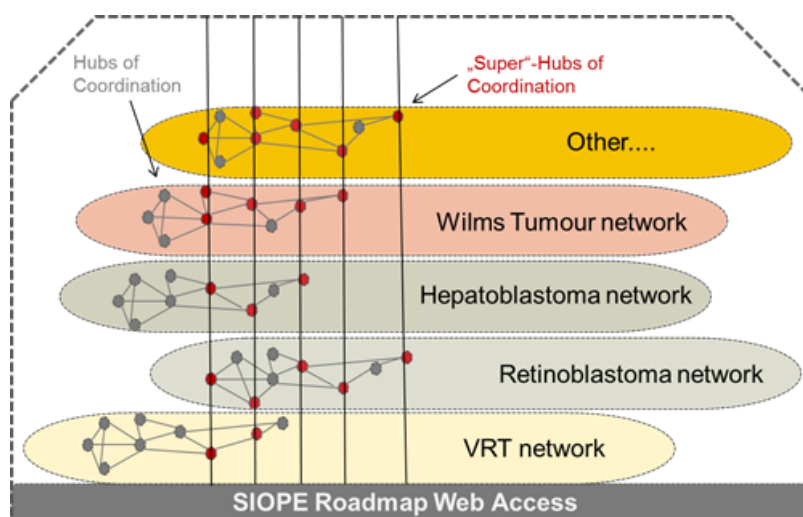 Hubs of
Coordination
„Super“-Hubs of
Coordination
Other....
Wilms Tumour network
Hepatoblastoma network
Retinoblastoma network
VRT network
SIOPE Roadmap Web Access